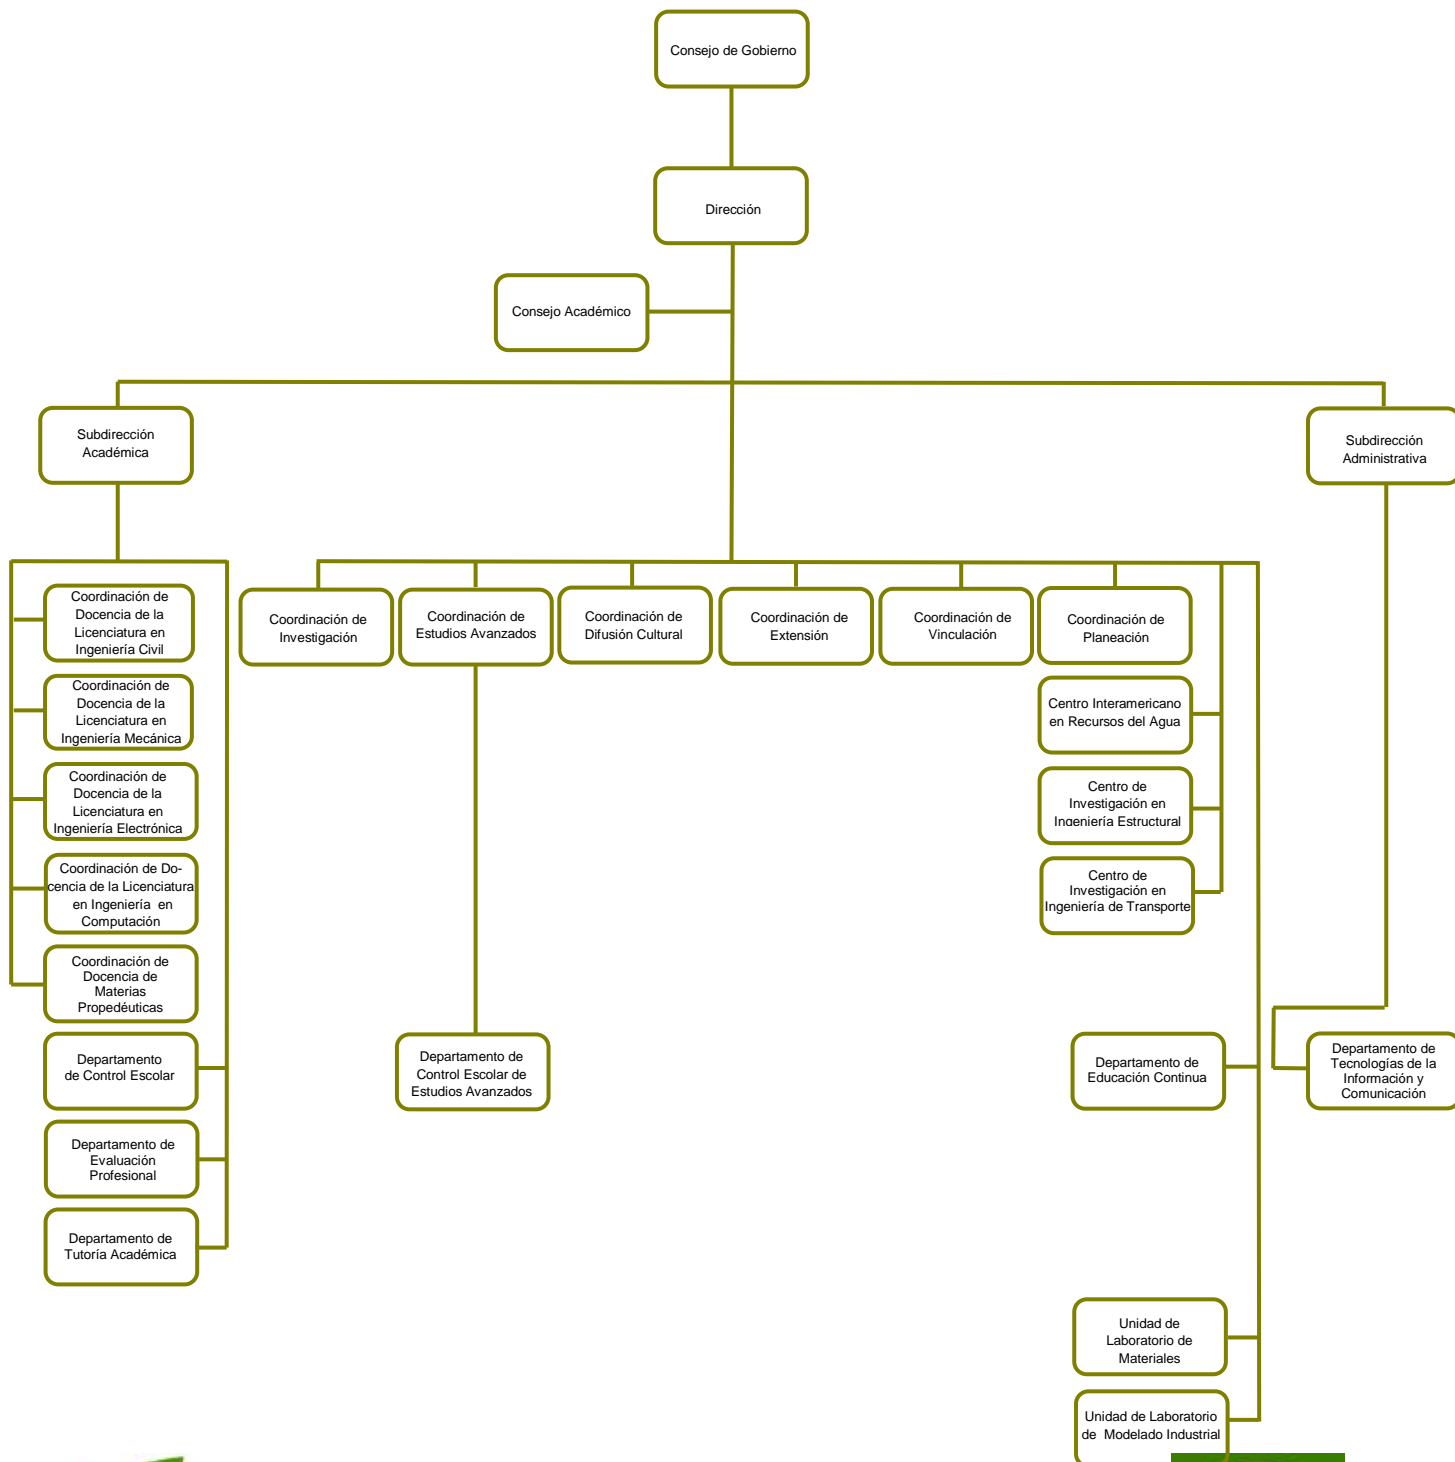 Consejo de Gobierno
Dirección
Consejo Académico
Subdirección
Académica
Subdirección
Administrativa
Coordinación de
Docencia de la
Licenciatura en
Ingeniería Civil
Coordinación de
Investigación
Coordinación de
Estudios Avanzados
Coordinación de
Difusión Cultural
Coordinación de
Extensión
Coordinación de
Vinculación
Coordinación de
de Planeación
Coordinación de
Docencia de la
Licenciatura en
Ingeniería Mecánica
Centro Interamericano
en Recursos del Agua
Coordinación de
Docencia de la
Licenciatura en
Ingeniería Electrónica
Centro de
Investigación en
Ingeniería Estructural
Coordinación de Do-
cencia de la Licenciatura
en Ingeniería en
Computación
Centro de
Investigación en
Ingeniería de Transporte
Coordinación de
Docencia de
Materias
Propedéuticas
Departamento
de Control Escolar
Departamento de
Control Escolar de
Estudios Avanzados
Departamento de
Educación Continua
Departamento de
Tecnologías de la
Información y
Comunicación
Departamento de
Evaluación
Profesional
Departamento de
Tutoría Académica
Unidad de
Laboratorio de
Materiales
Unidad de Laboratorio
de Modelado Industrial